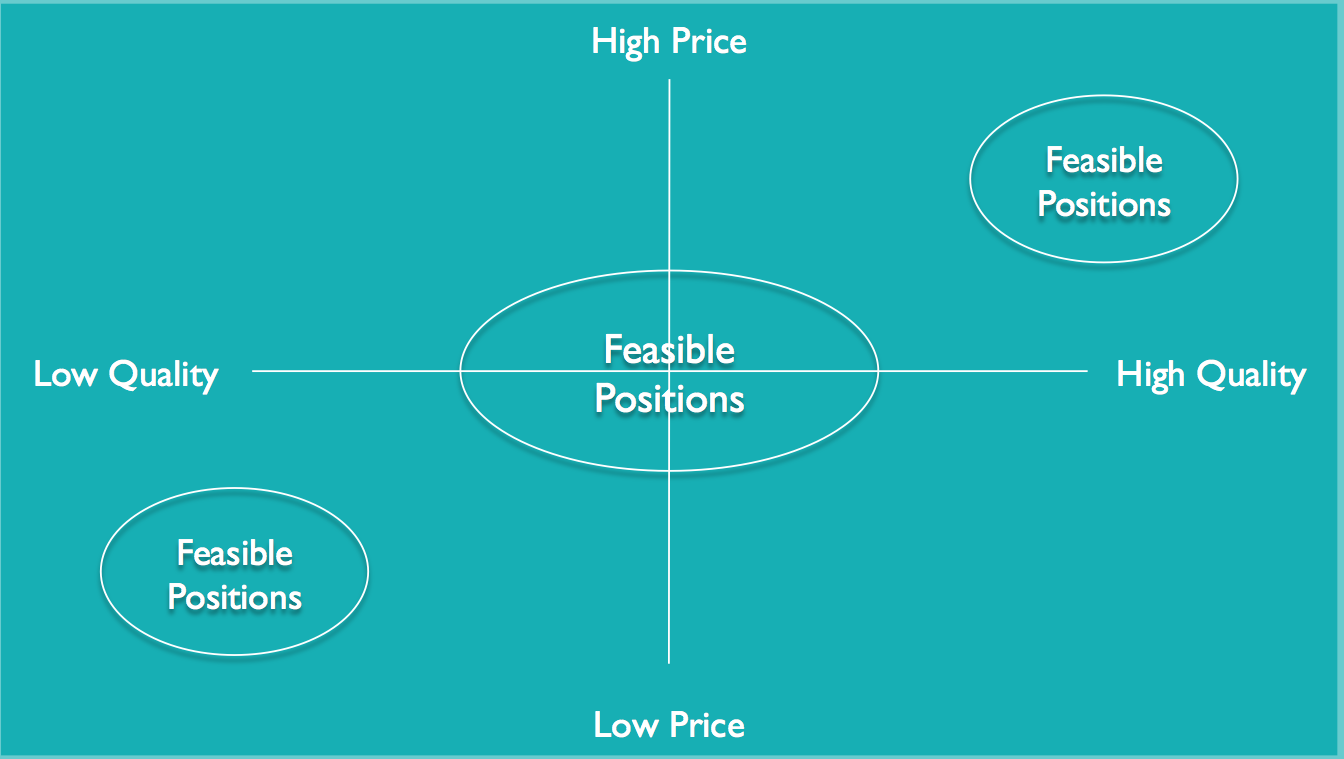 High Price
Feasible
Positions
Feasible
Positions
Low Quality
High Quality
Feasible
Positions
Low Price